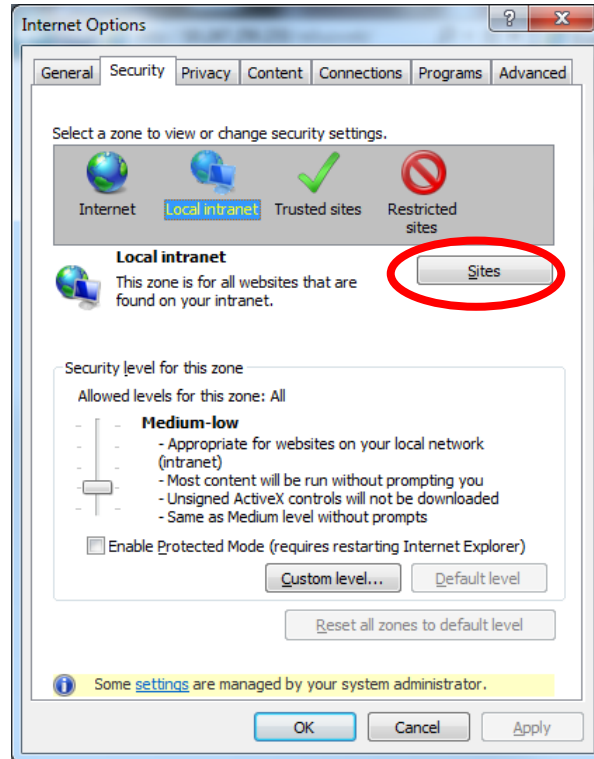 Internet Options
General Security Privacy Content Connections Programs Advanced
Select a zone to view or change security settings.
Internet Local intranet Trusted sites Restricted
sites
Local intranet
Sites
This zone is for all websites that are
found on your intranet.
Security level for this zone
Allowed levels for this zone: All
Medium-low
- Appropriate for websites on your local network
(intranet)
- Most content will be run without prompting you
- Unsigned ActiveX controls will not be downloaded
- Same as Medium level without prompts
Enable Protected Mode (requires restarting Internet Explorer)
Custom level... Default level
Reset all zones to default level
Some settings are managed by your system administrator.
OK Cancel Apply